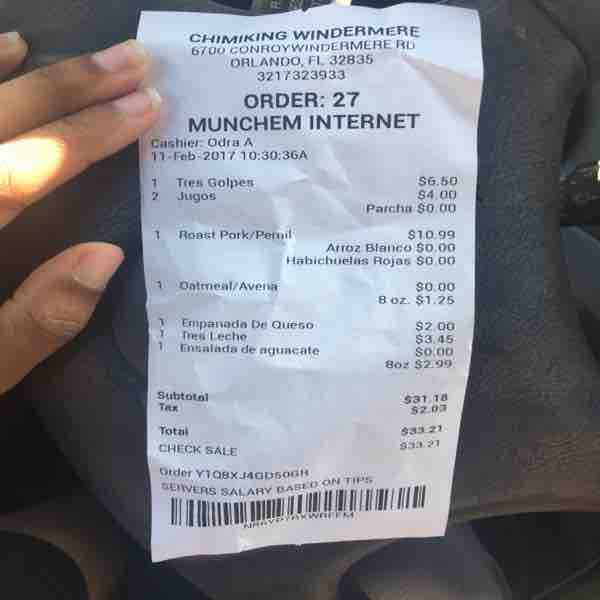 CHIMIKING WINDERMERE
6700 CONROYWINDERMERE RD
ORLANDO, FL 32835
3217323933
ORDER: 27
MUNCHEM INTERNET
Cashier: Odra A
11-Feb-2017 10:30:36A
1 Tres Golpes $6.50
2 Jugos $4.00
Parcha $0.00
1 Roast Pork/Pernil $10.99
Arroz Blanco $0.00
Habichuelas Rojas $0.00
1 Oatmeal/Avena $0.00
8 oz. $1.25
1 Empanada De Queso $2.00
1 Tres Leche $3.45
1 Ensalada de aguacate $0.00
8oz $2.99
Subtotal $31.18
Tax $2.03
Total $33.21
CHECK SALE $33.21
Order Y1QBXJ4GD50GR
SERVERS SALARY BASED ON TIPS